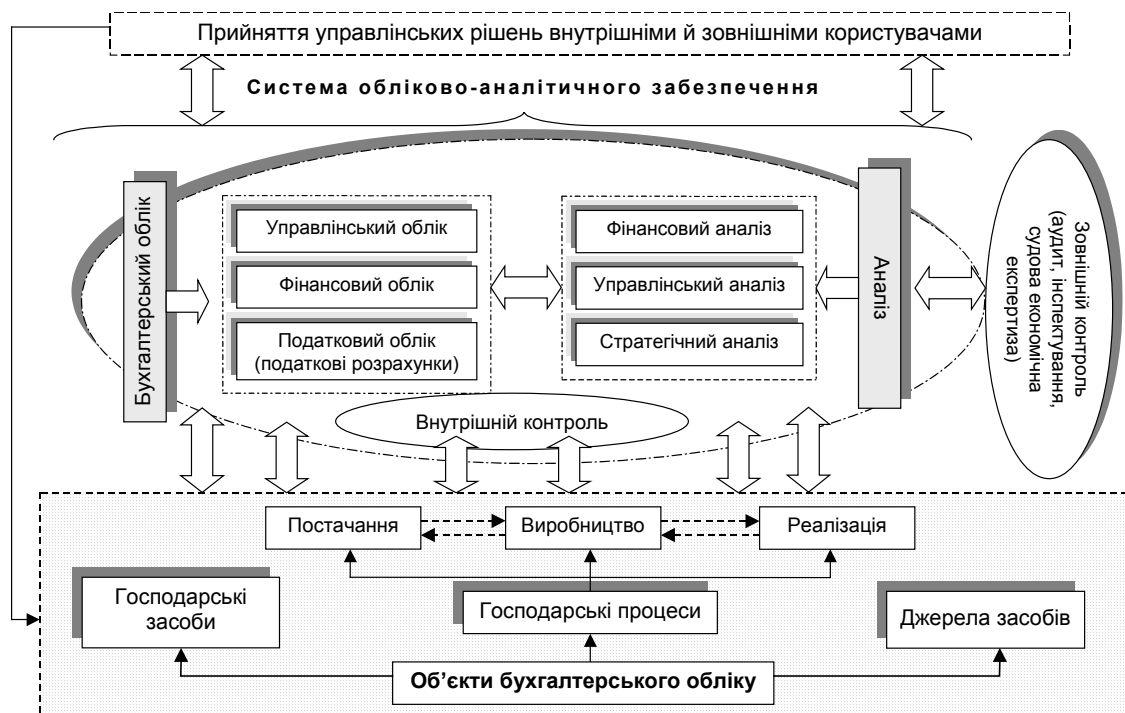 Прийняття управлінських рішень внутрішніми й зовнішніми користувачами
Система обліково-аналітичного забезпечення
Бухгалтерський облік
Управлінський облік
Фінансовий облік
Податковий облік
(податкові розрахунки)
Фінансовий аналіз
Управлінський аналіз
Стратегічний аналіз
Аналіз
Зовнішній контроль
(аудит, інспектування,
судова економічна
експертиза)
Внутрішній контроль
Постачання
Виробництво
Реалізація
Господарські
засоби
Господарські процеси
Джерела засобів
Об’єкти бухгалтерського обліку